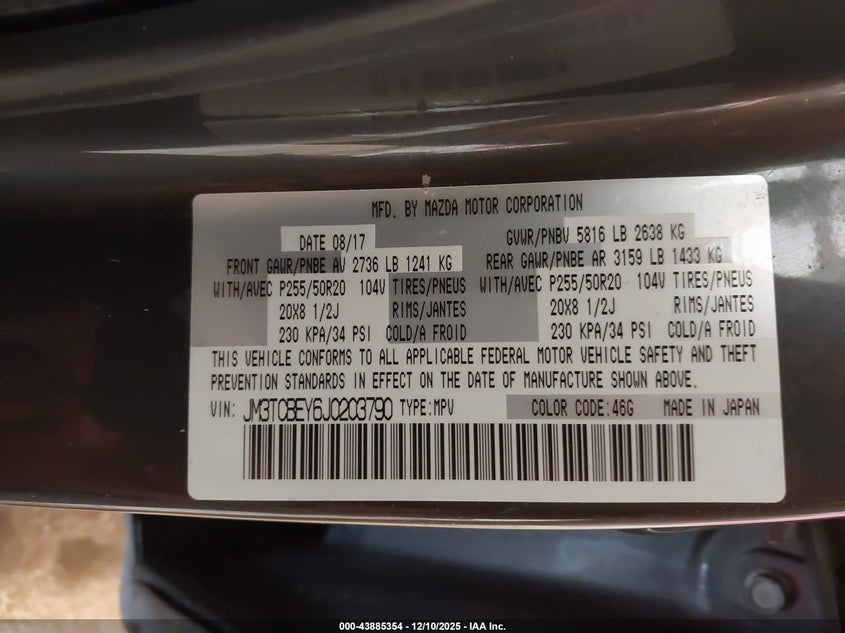 MFD. BY MAZDA MOTOR CORPORATION
DATE 08/17 GVWR/PNBV 5816 LB 2638 KG
FRONT GAWR/PNBE AV 2736 LB 1241 KG REAR GAWR/PNBE AR 3159 LB 1433 KG
WITH/AVEC P255/50R20 104V TIRES/PNEUS WITH/AVEC P255/50R20 104V TIRES/PNEUS
20X8 1/2J RIMS/JANTES 20X8 1/2J RIMS/JANTES
230 KPA/34 PSI COLD/A FROID 230 KPA/34 PSI COLD/A FROID
THIS VEHICLE CONFORMS TO ALL APPLICABLE FEDERAL MOTOR VEHICLE SAFETY AND THEFT
PREVENTION STANDARDS IN EFFECT ON THE DATE OF MANUFACTURE SHOWN ABOVE.
VIN: JM3TCBEY6J0203790 TYPE:MPV COLOR CODE:46G MADE IN JAPAN
000-43885354 - 12/10/2025 - IAA Inc.